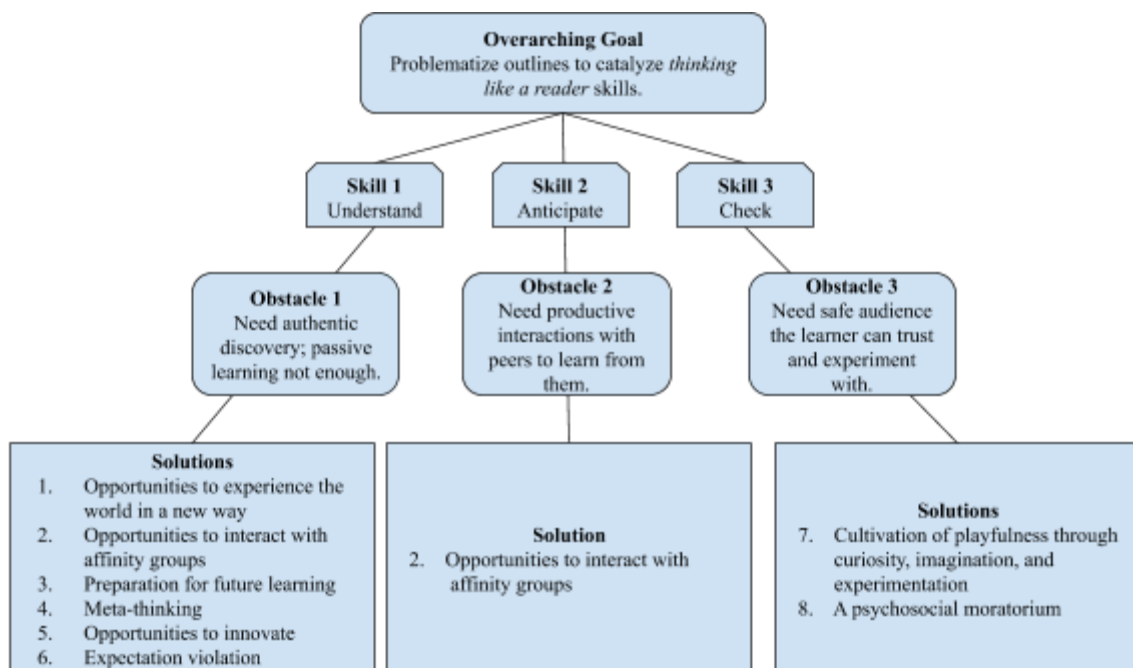 Overarching Goal
Problematize outlines to catalyze thinking
like a reader skills.
Skill 1
Understand
Skill 2
Anticipate
Skill 3
Check
Obstacle 1
Need authentic
discovery; passive
learning not enough.
Obstacle 2
Need productive
interactions with
peers to learn from
them.
Obstacle 3
Need safe audience
the learner can trust
and experiment
with.
Solutions
1. Opportunities to experience the
world in a new way
2. Opportunities to interact with
affinity groups
3. Preparation for future learning
4. Meta-thinking
5. Opportunities to innovate
6. Expectation violation
Solution
2. Opportunities to interact with
affinity groups
Solutions
7. Cultivation of playfulness through
curiosity, imagination, and
experimentation
8. A psychosocial moratorium